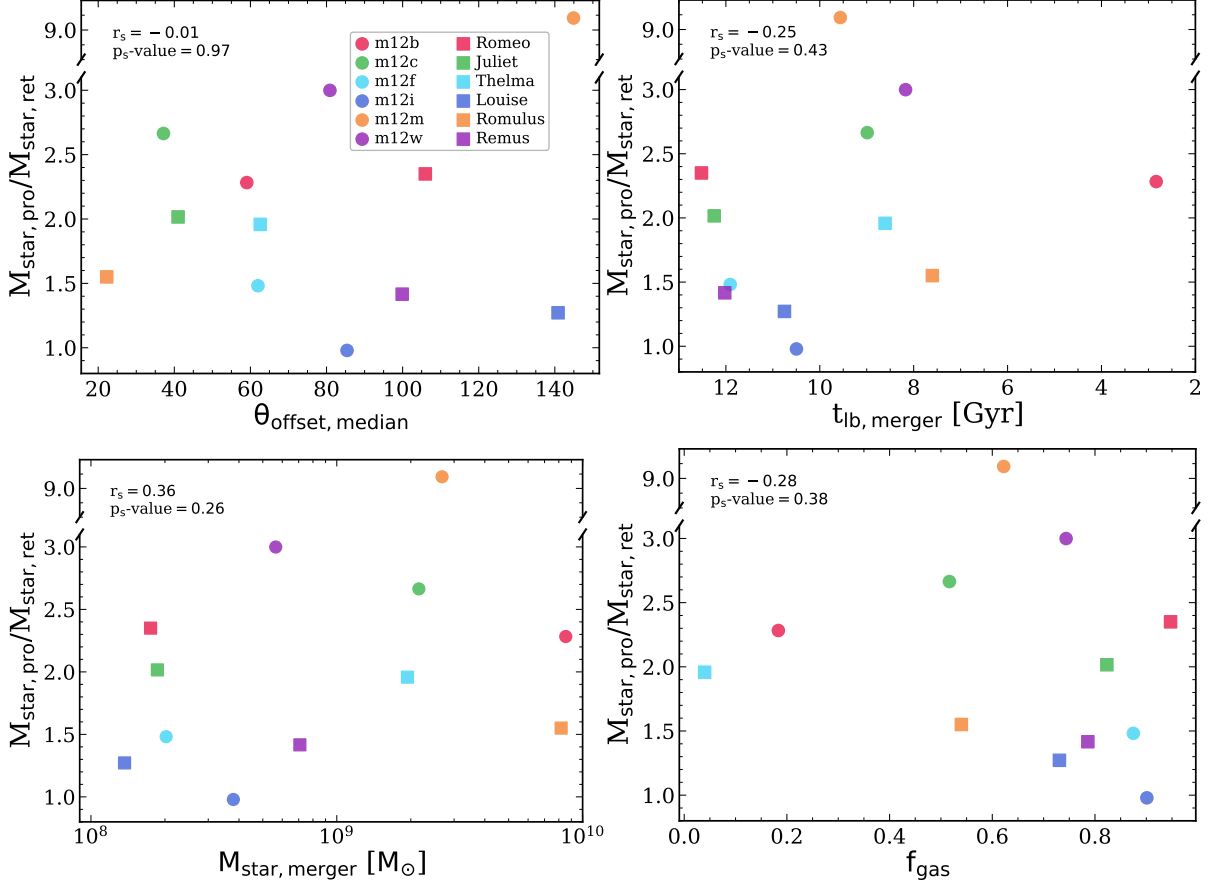 r_s = −0.01
p_s-value = 0.97
9.0
3.0
2.5
2.0
1.5
1.0
M_star, pro/M_star, ret
m12b
m12c
m12f
m12i
m12m
m12w
Romeo
Juliet
Thelma
Louise
Romulus
Remus
20 40 60 80 100 120 140
θ_offset, median
r_s = −0.25
p_s-value = 0.43
9.0
3.0
2.5
2.0
1.5
1.0
M_star, pro/M_star, ret
12 10 8 6 4 2
t_lb, merger [Gyr]
r_s = 0.36
p_s-value = 0.26
9.0
3.0
2.5
2.0
1.5
1.0
M_star, pro/M_star, ret
10^8 10^9 10^10
M_star, merger [M_⊙]
r_s = −0.28
p_s-value = 0.38
9.0
3.0
2.5
2.0
1.5
1.0
M_star, pro/M_star, ret
0.0 0.2 0.4 0.6 0.8
f_gas